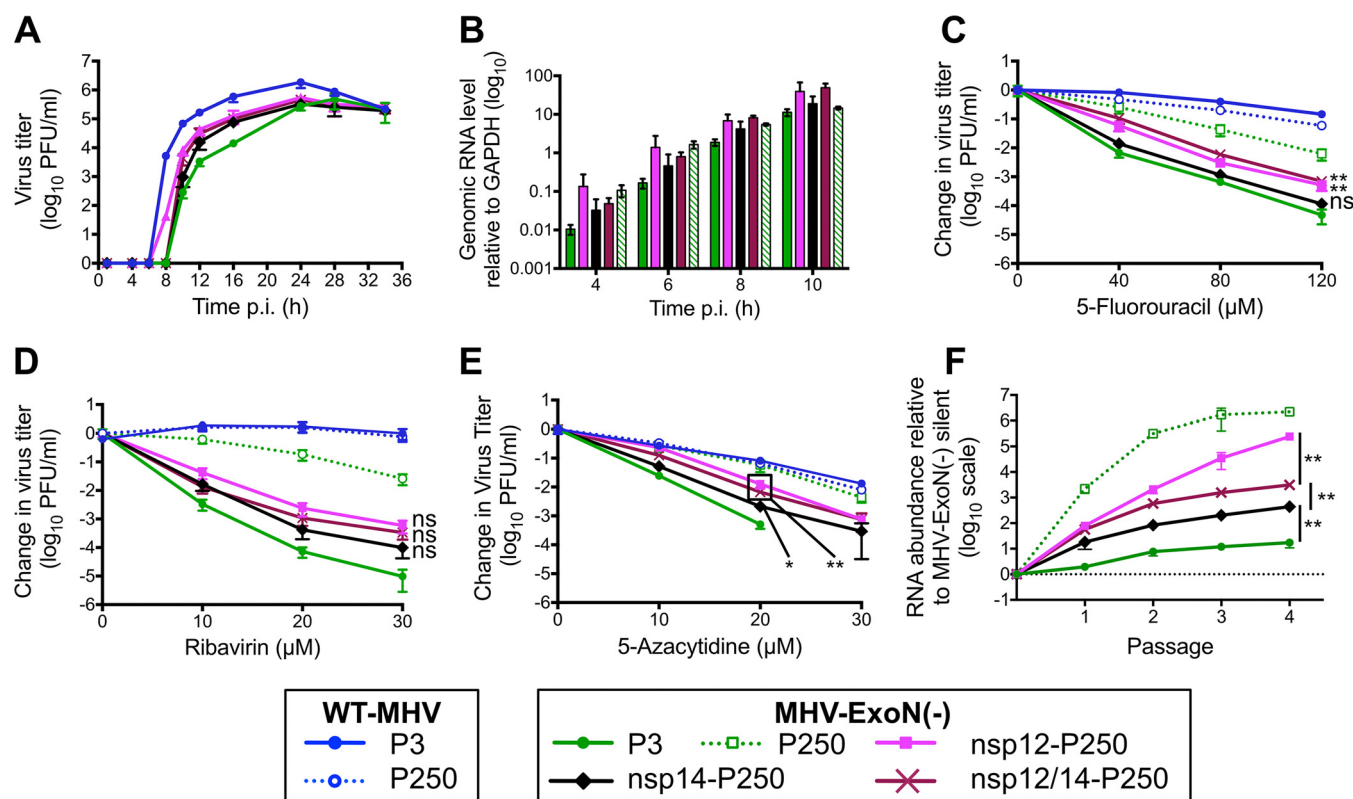 A
Virus titer
(log10 PFU/ml)
7
6
5
4
3
2
1
0
0 4 8 12 16 20 24 28 32 36
Time p.i. (h)
B
Genomic RNA level
relative to GAPDH (log10)
100
10
1
0.1
0.01
0.001
4 6 8 10
Time p.i. (h)
C
Change in virus titer
(log10 PFU/ml)
1
0
-1
-2
-3
-4
-5
-6
**
**
ns
0 40 80 120
5-Fluorouracil (µM)
D
Change in virus titer
(log10 PFU/ml)
1
0
-1
-2
-3
-4
-5
-6
ns
ns
ns
0 10 20 30
Ribavirin (µM)
E
Change in Virus Titer
(log10 PFU/ml)
1
0
-1
-2
-3
-4
-5
-6
* **
0 10 20 30
5-Azacytidine (µM)
F
RNA abundance relative
to MHV-ExoN(-) silent
(log10 scale)
7
6
5
4
3
2
1
0
-1
**
**
**
1 2 3 4
Passage
WT-MHV
P3
P250
MHV-ExoN(-)
P3 P250 nsp12-P250
nsp14-P250 nsp12/14-P250